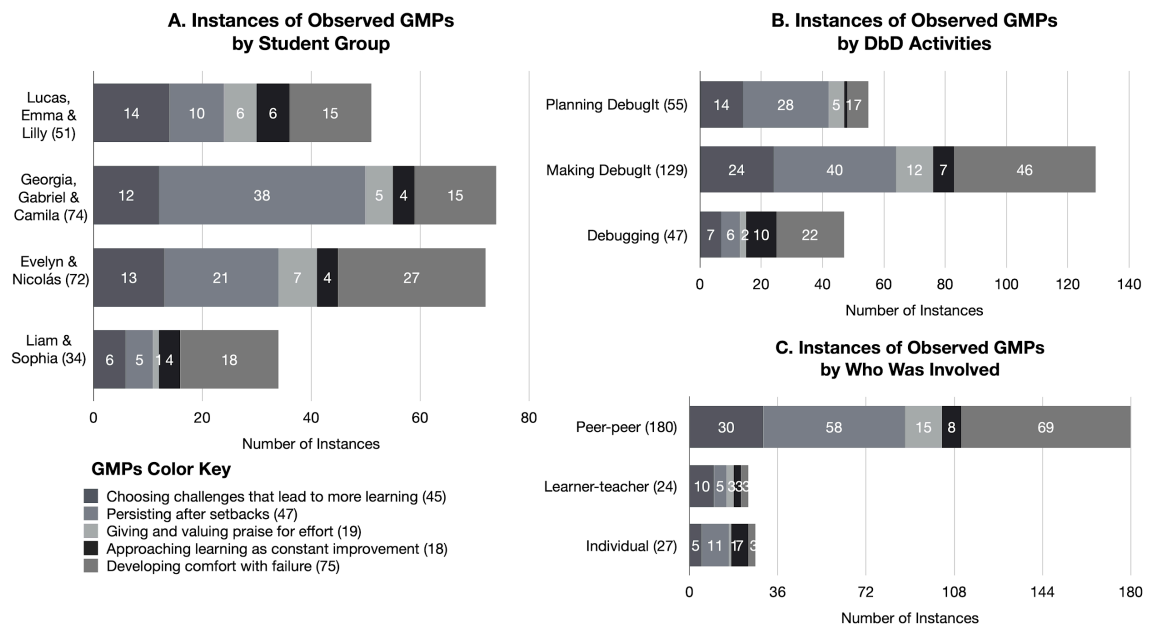 A. Instances of Observed GMPs
by Student Group
Lucas,
Emma &
Lilly (51)
14 10 6 6 15
Georgia,
Gabriel &
Camila (74)
12 38 5 4 15
Evelyn &
Nicolás (72)
13 21 7 4 27
Liam &
Sophia (34)
6 5 1 4 18
0 20 40 60 80
Number of Instances
GMPs Color Key
Choosing challenges that lead to more learning (45)
Persisting after setbacks (47)
Giving and valuing praise for effort (19)
Approaching learning as constant improvement (18)
Developing comfort with failure (75)
B. Instances of Observed GMPs
by DbD Activities
Planning DebugIt (55)
14 28 5 1 7
Making DebugIt (129)
24 40 12 7 46
Debugging (47)
7 6 2 10 22
0 20 40 60 80 100 120 140
Number of Instances
C. Instances of Observed GMPs
by Who Was Involved
Peer-peer (180)
30 58 15 8 69
Learner-teacher (24)
10 5 3 3 3
Individual (27)
5 11 1 7 3
0 36 72 108 144 180
Number of Instances